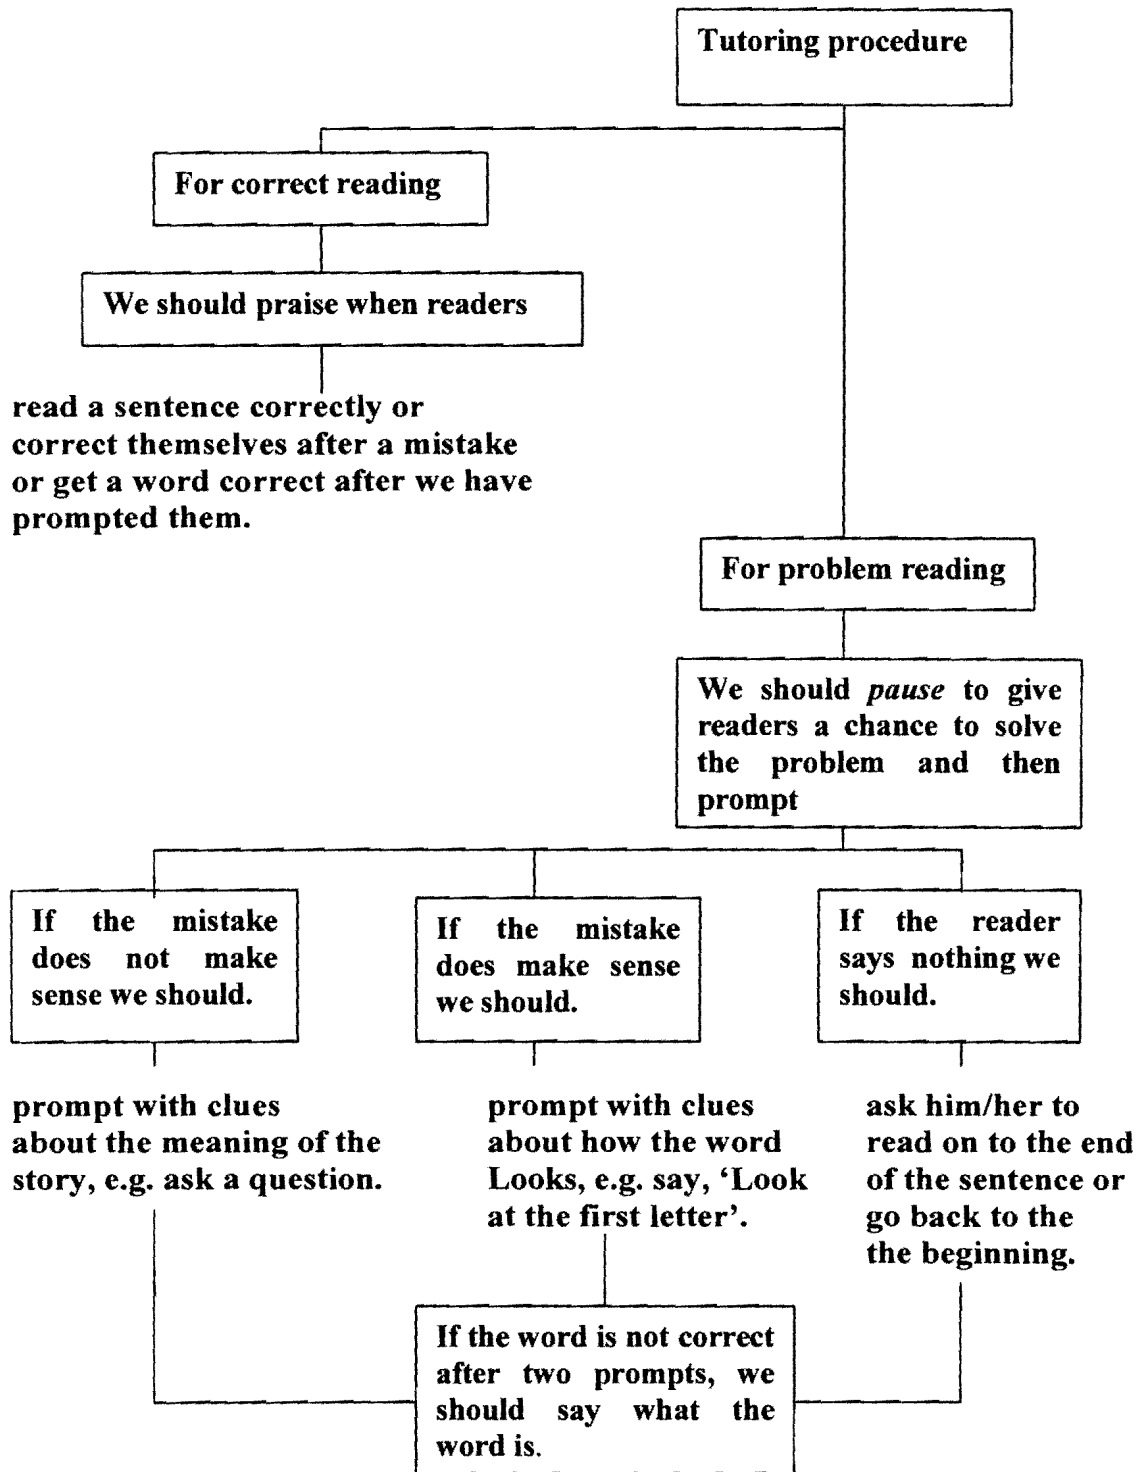 Tutoring procedure
For correct reading
We should praise when readers
read a sentence correctly or
correct themselves after a mistake
or get a word correct after we have
prompted them.
For problem reading
We should pause to give
readers a chance to solve
the problem and then
prompt
If the mistake
does not make
sense we should.
If the mistake
does make sense
we should.
If the reader
says nothing we
should.
prompt with clues
about the meaning of the
story, e.g. ask a question.
prompt with clues
about how the word
Looks, e.g. say, ‘Look
at the first letter’.
ask him/her to
read on to the end
of the sentence or
go back to the
the beginning.
If the word is not correct
after two prompts, we
should say what the
word is.